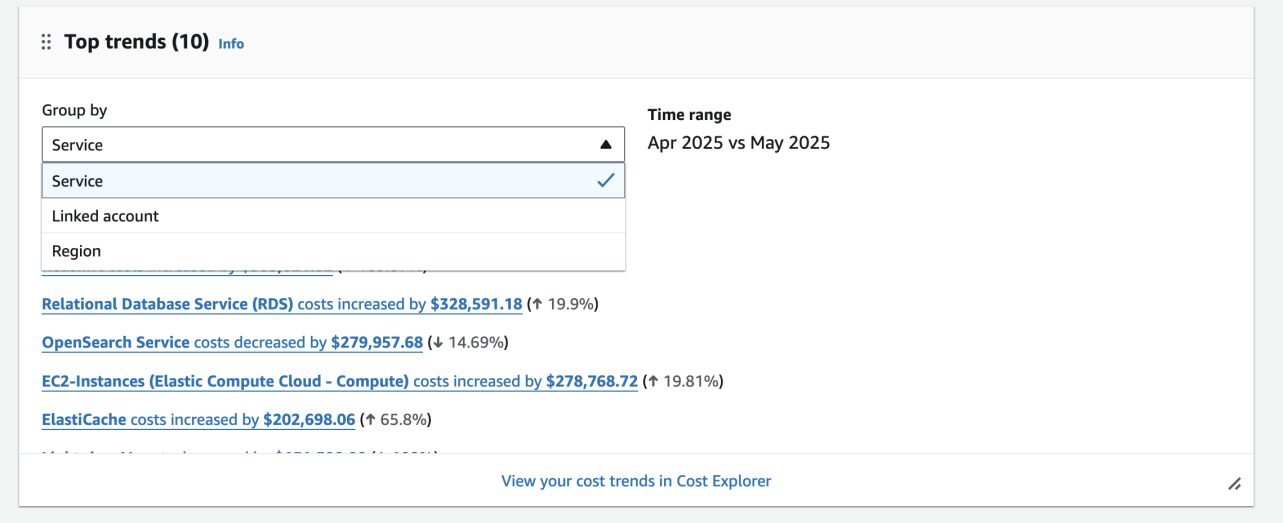 Top trends (10) Info
Group by
Service
Time range
Apr 2025 vs May 2025
Service
Linked account
Region
Relational Database Service (RDS) costs increased by $328,591.18 (↑ 19.9%)
OpenSearch Service costs decreased by $279,957.68 (↓ 14.69%)
EC2-Instances (Elastic Compute Cloud - Compute) costs increased by $278,768.72 (↑ 19.81%)
ElastiCache costs increased by $202,698.06 (↑ 65.8%)
View your cost trends in Cost Explorer